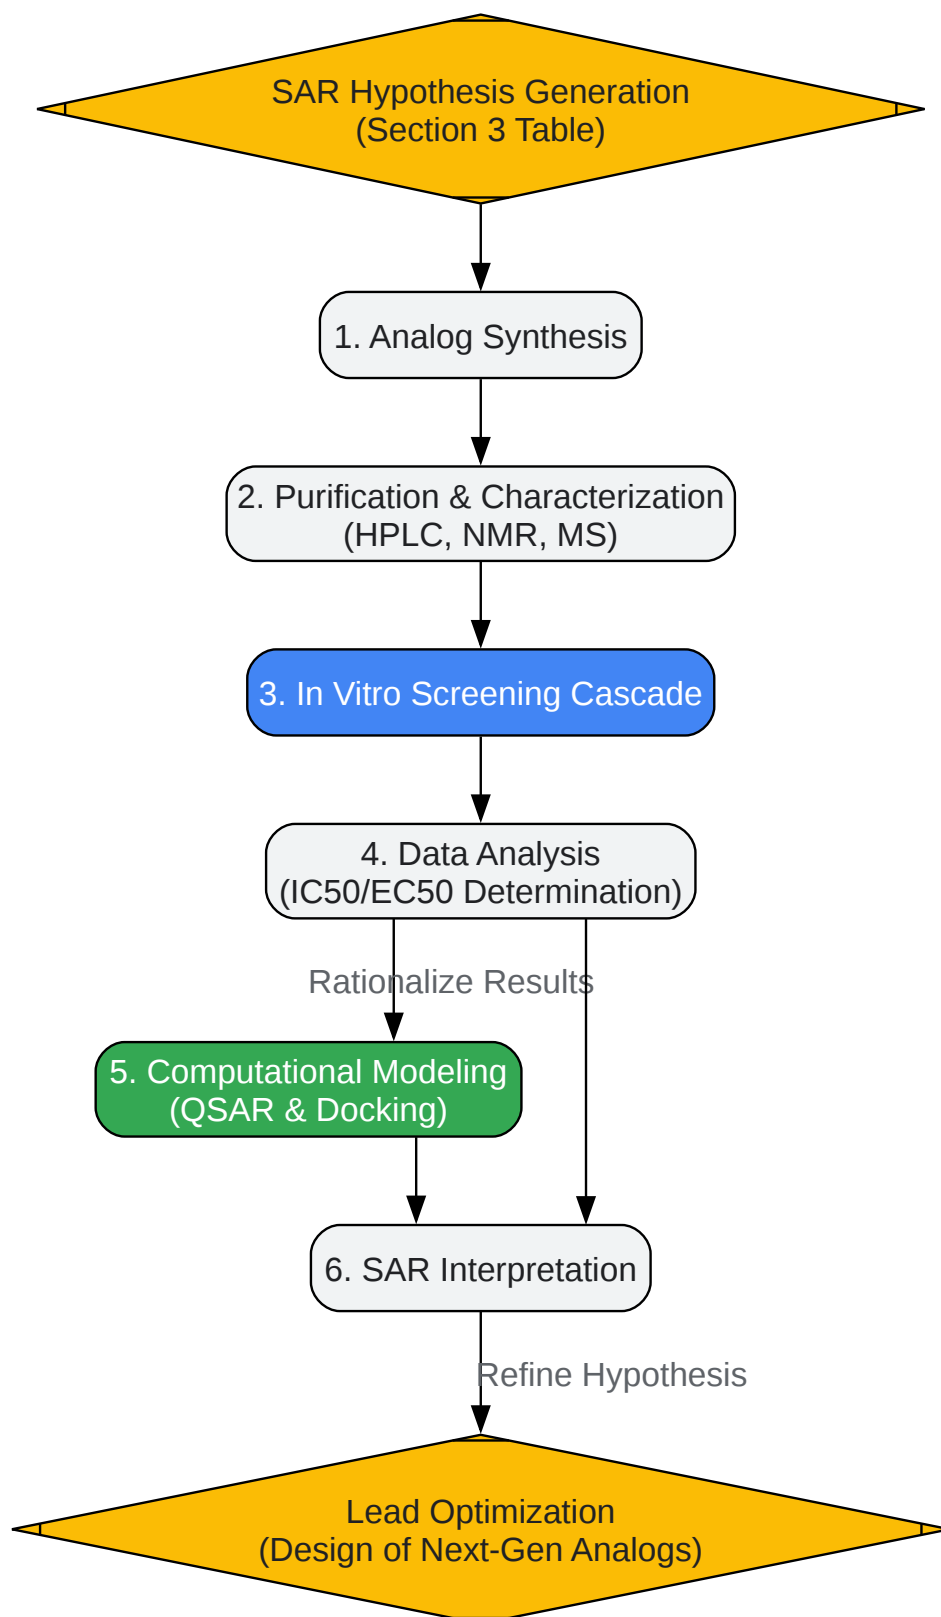 SAR Hypothesis Generation
(Section 3 Table)
1. Analog Synthesis
2. Purification & Characterization
(HPLC, NMR, MS)
3. In Vitro Screening Cascade
4. Data Analysis
(IC50/EC50 Determination)
Rationalize Results
5. Computational Modeling
(QSAR & Docking)
6. SAR Interpretation
Refine Hypothesis
Lead Optimization
(Design of Next-Gen Analogs)